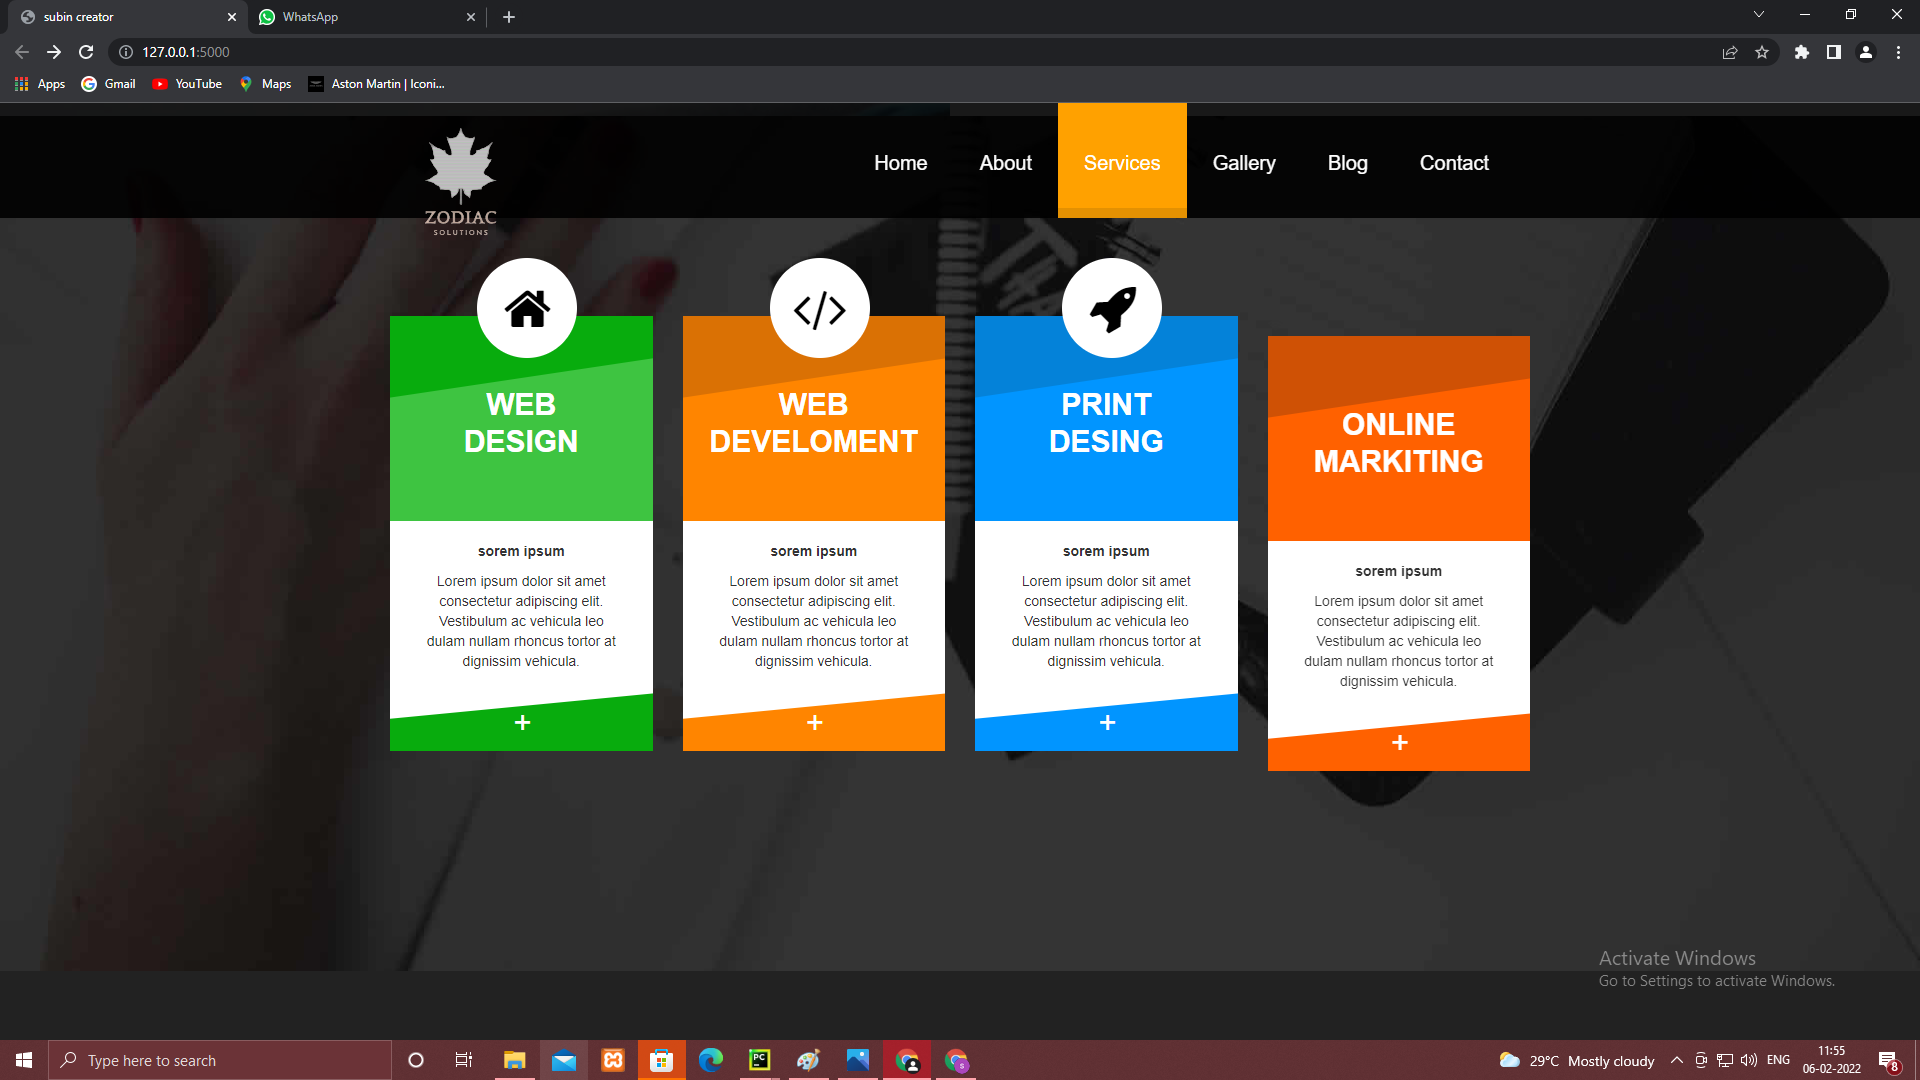 subin creator
WhatsApp
127.0.0.1:5000
Apps
Gmail
YouTube
Maps
Aston Martin | Iconi...
ZODIAC
SOLUTIONS
Home
About
Services
Gallery
Blog
Contact
WEB
DESIGN
sorem ipsum
Lorem ipsum dolor sit amet
consectetur adipiscing elit.
Vestibulum ac vehicula leo
dulam nullam rhoncus tortor at
dignissim vehicula.
+
WEB
DEVELOMENT
sorem ipsum
Lorem ipsum dolor sit amet
consectetur adipiscing elit.
Vestibulum ac vehicula leo
dulam nullam rhoncus tortor at
dignissim vehicula.
+
PRINT
DESING
sorem ipsum
Lorem ipsum dolor sit amet
consectetur adipiscing elit.
Vestibulum ac vehicula leo
dulam nullam rhoncus tortor at
dignissim vehicula.
+
ONLINE
MARKITING
sorem ipsum
Lorem ipsum dolor sit amet
consectetur adipiscing elit.
Vestibulum ac vehicula leo
dulam nullam rhoncus tortor at
dignissim vehicula.
+
Activate Windows
Go to Settings to activate Windows.
Type here to search
PC
S
29°C Mostly cloudy
ENG
11:55
06-02-2022
8